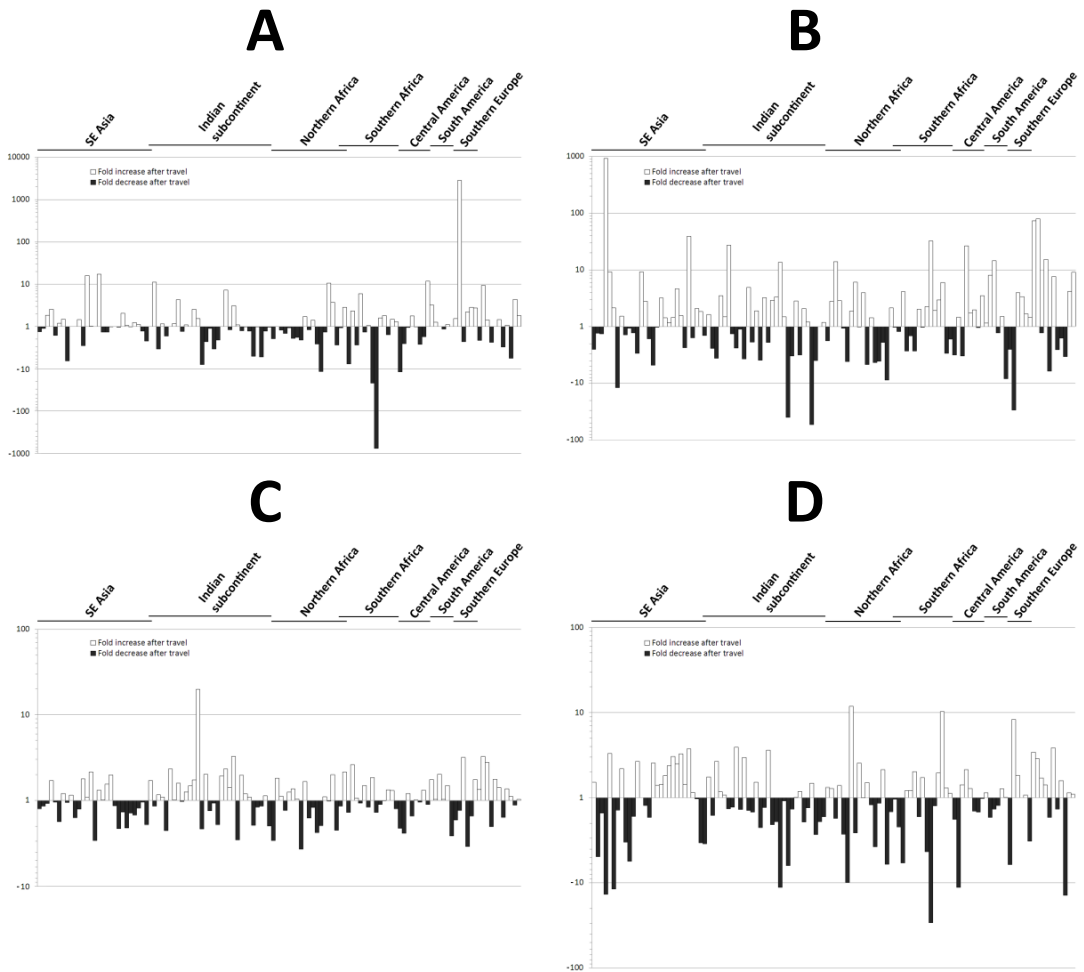 A
SE Asia
Indian
subcontinent
Northern Africa
Southern Africa
Central America
South America
Southern Europe
10000
1000
100
10
1
-10
-100
-1000
Fold increase after travel
Fold decrease after travel
B
SE Asia
Indian
subcontinent
Northern Africa
Southern Africa
Central America
South America
Southern Europe
1000
100
10
1
-10
-100
Fold increase after travel
Fold decrease after travel
C
SE Asia
Indian
subcontinent
Northern Africa
Southern Africa
Central America
South America
Southern Europe
100
10
1
-10
Fold increase after travel
Fold decrease after travel
D
SE Asia
Indian
subcontinent
Northern Africa
Southern Africa
Central America
South America
Southern Europe
100
10
1
-10
-100
Fold increase after travel
Fold decrease after travel